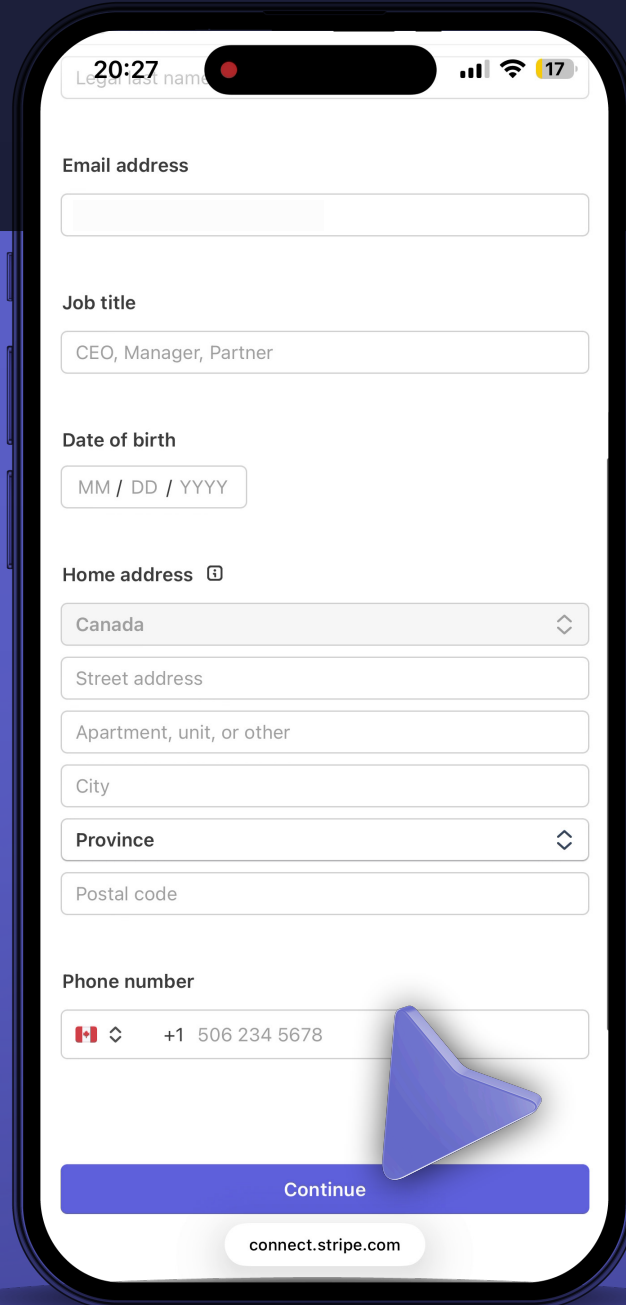 20:27
17
Legal last name
Email address
Job title
CEO, Manager, Partner
Date of birth
MM / DD / YYYY
Home address
Canada
Street address
Apartment, unit, or other
City
Province
Postal code
Phone number
+1 506 234 5678
Continue
connect.stripe.com